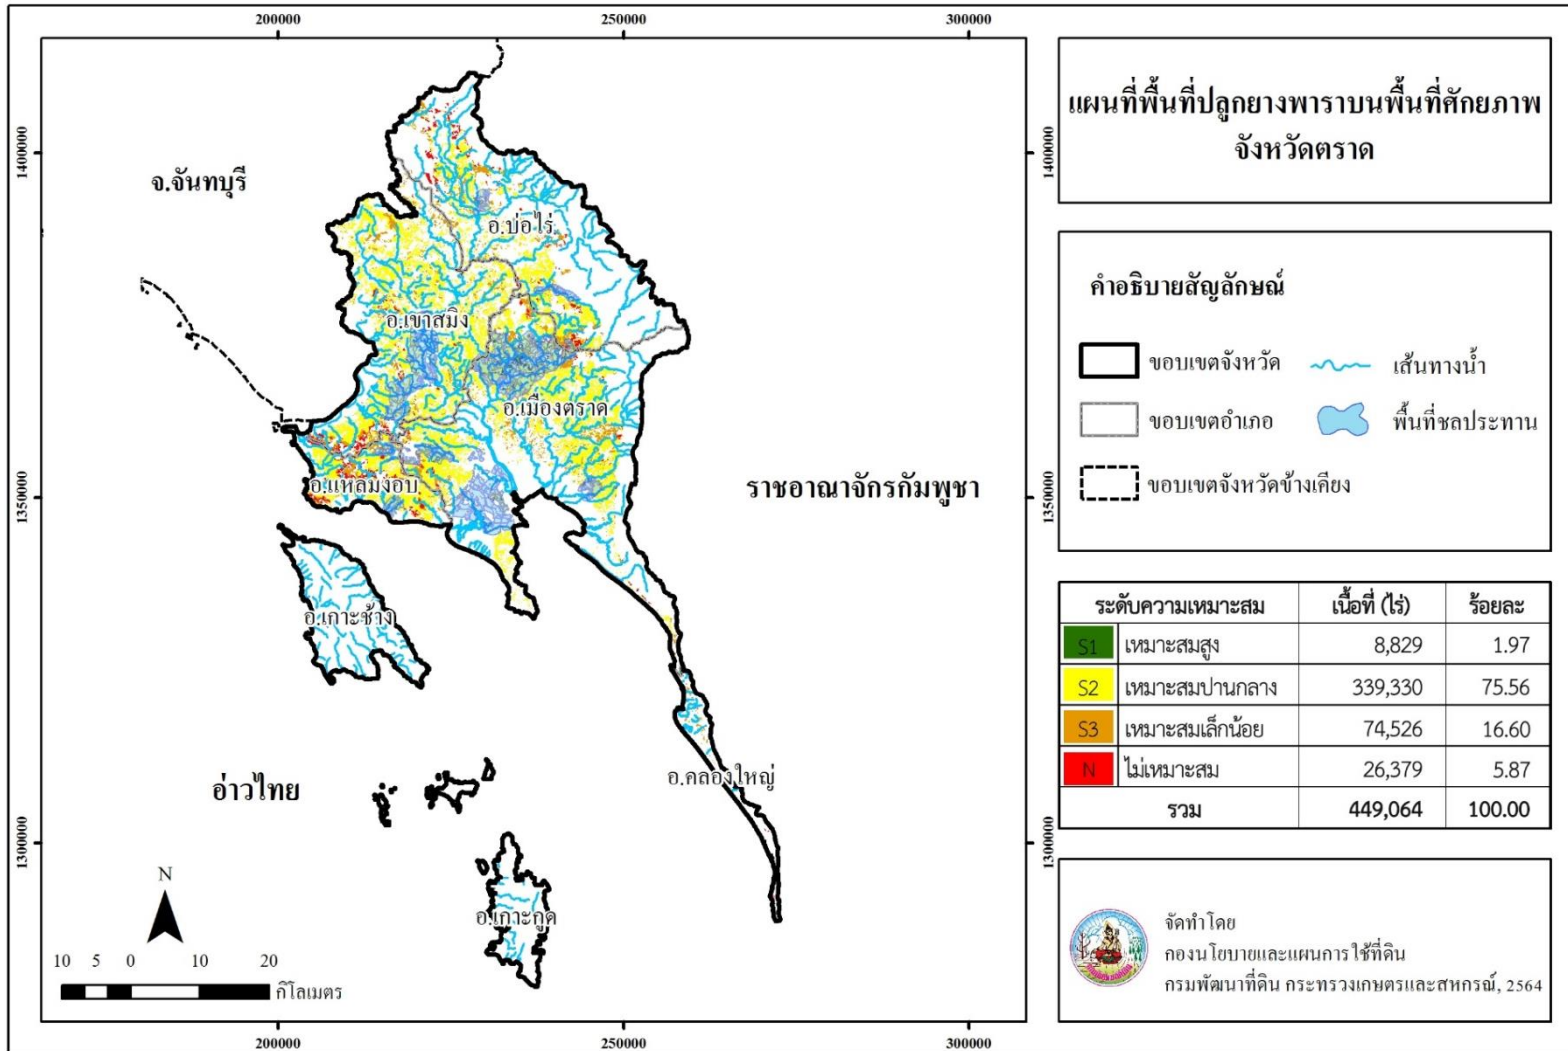 200000 250000 300000
แผนที่พื้นที่ปลูกยางพาราบนพื้นที่ศักยภาพ
จังหวัดตราด
1400000 1400000
จ.จันทบุรี
อ.บ่อไร่
อ.เขาสมิง
อ.เมืองตราด
อ.แหลมงอบ
1350000 1350000
ราชอาณาจักรกัมพูชา
อ.เกาะช้าง
อ่าวไทย
อ.คลองใหญ่
1300000 1300000
อ.เกาะกูด
N
10 5 0 10 20
กิโลเมตร
200000 250000 300000
คำอธิบายสัญลักษณ์
ขอบเขตจังหวัด เส้นทางน้ำ
ขอบเขตอำเภอ พื้นที่ชลประทาน
ขอบเขตจังหวัดข้างเคียง
ระดับความเหมาะสม เนื้อที่ (ไร่) ร้อยละ
S1 เหมาะสมสูง 8,829 1.97
S2 เหมาะสมปานกลาง 339,330 75.56
S3 เหมาะสมเล็กน้อย 74,526 16.60
N ไม่เหมาะสม 26,379 5.87
รวม 449,064 100.00
จัดทำโดย
กองนโยบายและแผนการใช้ที่ดิน
กรมพัฒนาที่ดิน กระทรวงเกษตรและสหกรณ์, 2564